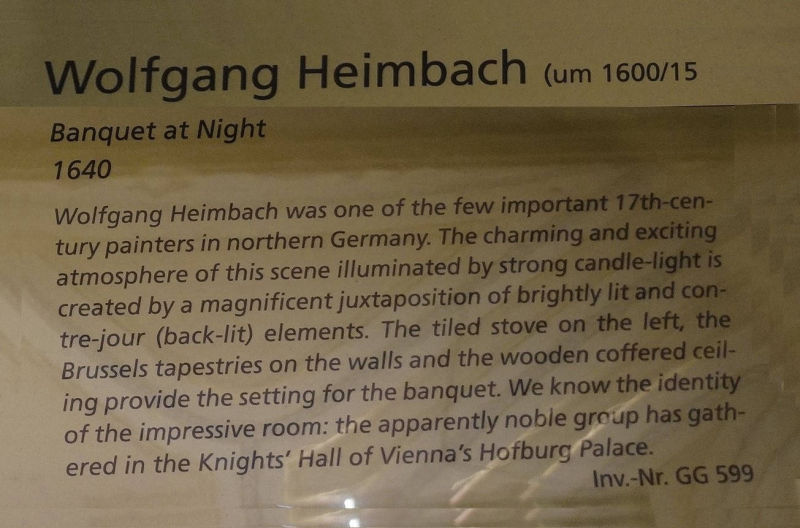 Wolfgang Heimbach (um 1600/15
Banquet at Night
1640
Wolfgang Heimbach was one of the few important 17th-cen-
tury painters in northern Germany. The charming and exciting
atmosphere of this scene illuminated by strong candle-light is
created by a magnificent juxtaposition of brightly lit and con-
tre-jour (back-lit) elements. The tiled stove on the left, the
Brussels tapestries on the walls and the wooden coffered ceil-
ing provide the setting for the banquet. We know the identity
of the impressive room: the apparently noble group has gath-
ered in the Knights' Hall of Vienna's Hofburg Palace.
Inv.-Nr. GG 599